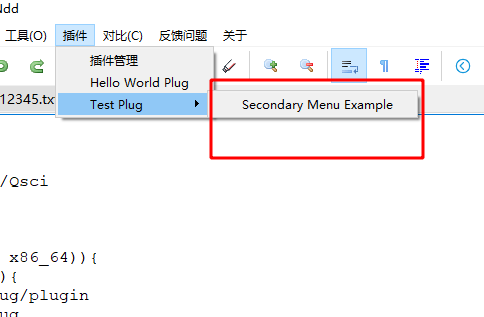 Ndd
工具(O) 插件 对比(C) 反馈问题 关于
插件管理
Hello World Plug
12345.tx
Test Plug
Secondary Menu Example
/Qsci
x86_64)){
){
ug/plugin
ug